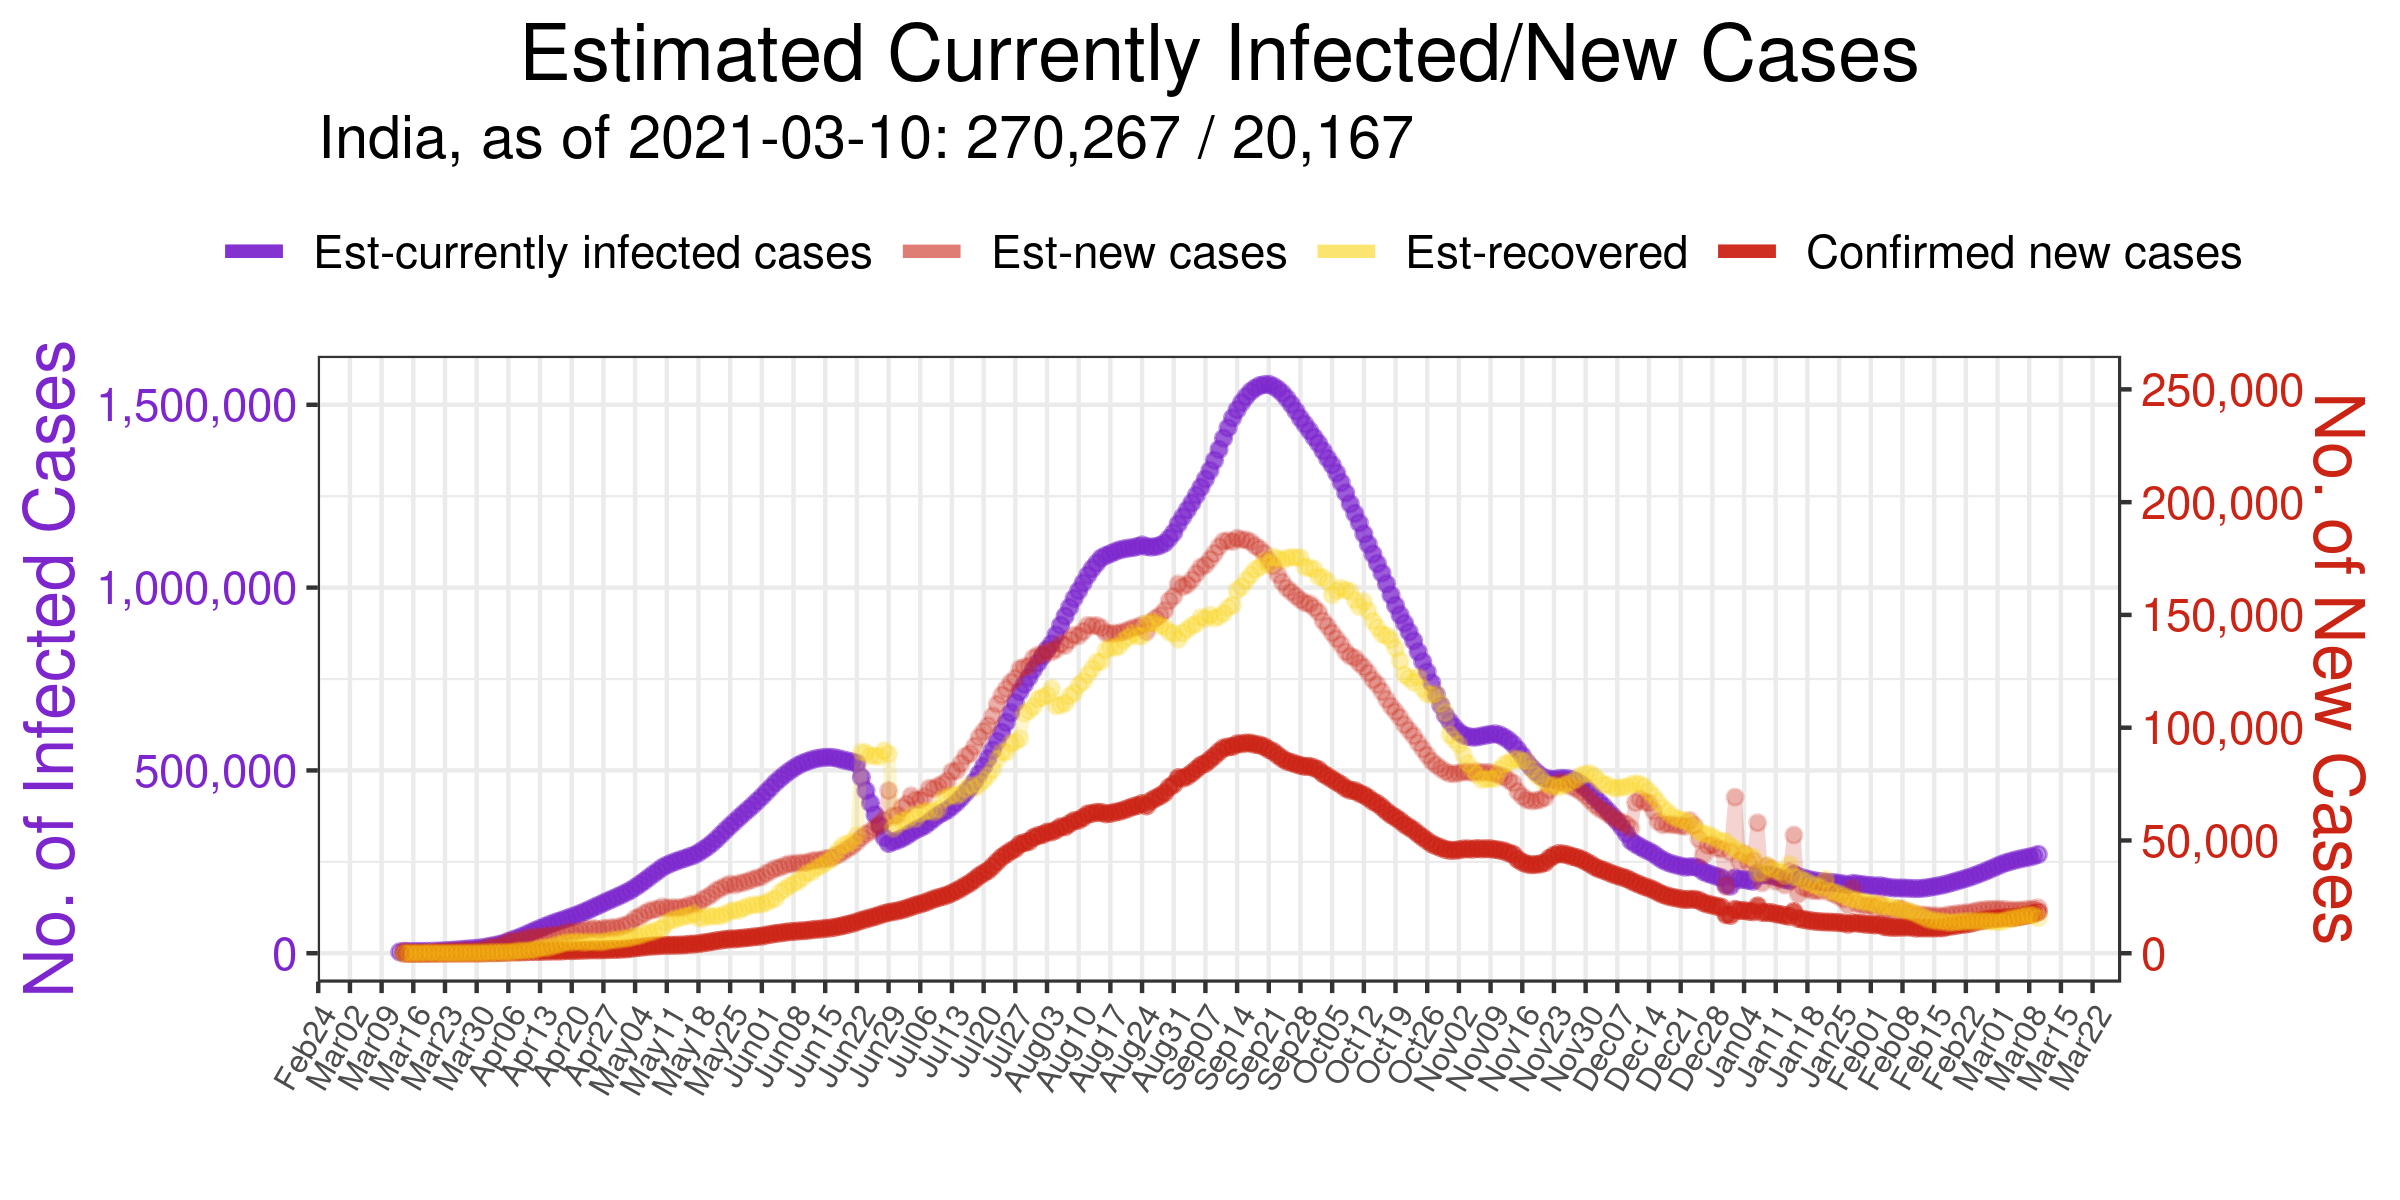 Estimated Currently Infected/New Cases
India, as of 2021-03-10: 270,267 / 20,167
Est-currently infected cases Est-new cases Est-recovered Confirmed new cases
No. of Infected Cases
1,500,000
1,000,000
500,000
0
250,000
200,000
150,000
100,000
50,000
0
No. of New Cases
Feb24 Mar02 Mar09 Mar16 Mar23 Mar30 Apr06 Apr13 Apr20 Apr27 May04 May11 May18 May25 Jun01 Jun08 Jun15 Jun22 Jun29 Jul06 Jul13 Jul20 Jul27 Aug03 Aug10 Aug17 Aug24 Aug31 Sep07 Sep14 Sep21 Sep28 Oct05 Oct12 Oct19 Oct26 Nov02 Nov09 Nov16 Nov23 Nov30 Dec07 Dec14 Dec21 Dec28 Jan04 Jan11 Jan18 Jan25 Feb01 Feb08 Feb15 Feb22 Mar01 Mar08 Mar15 Mar22